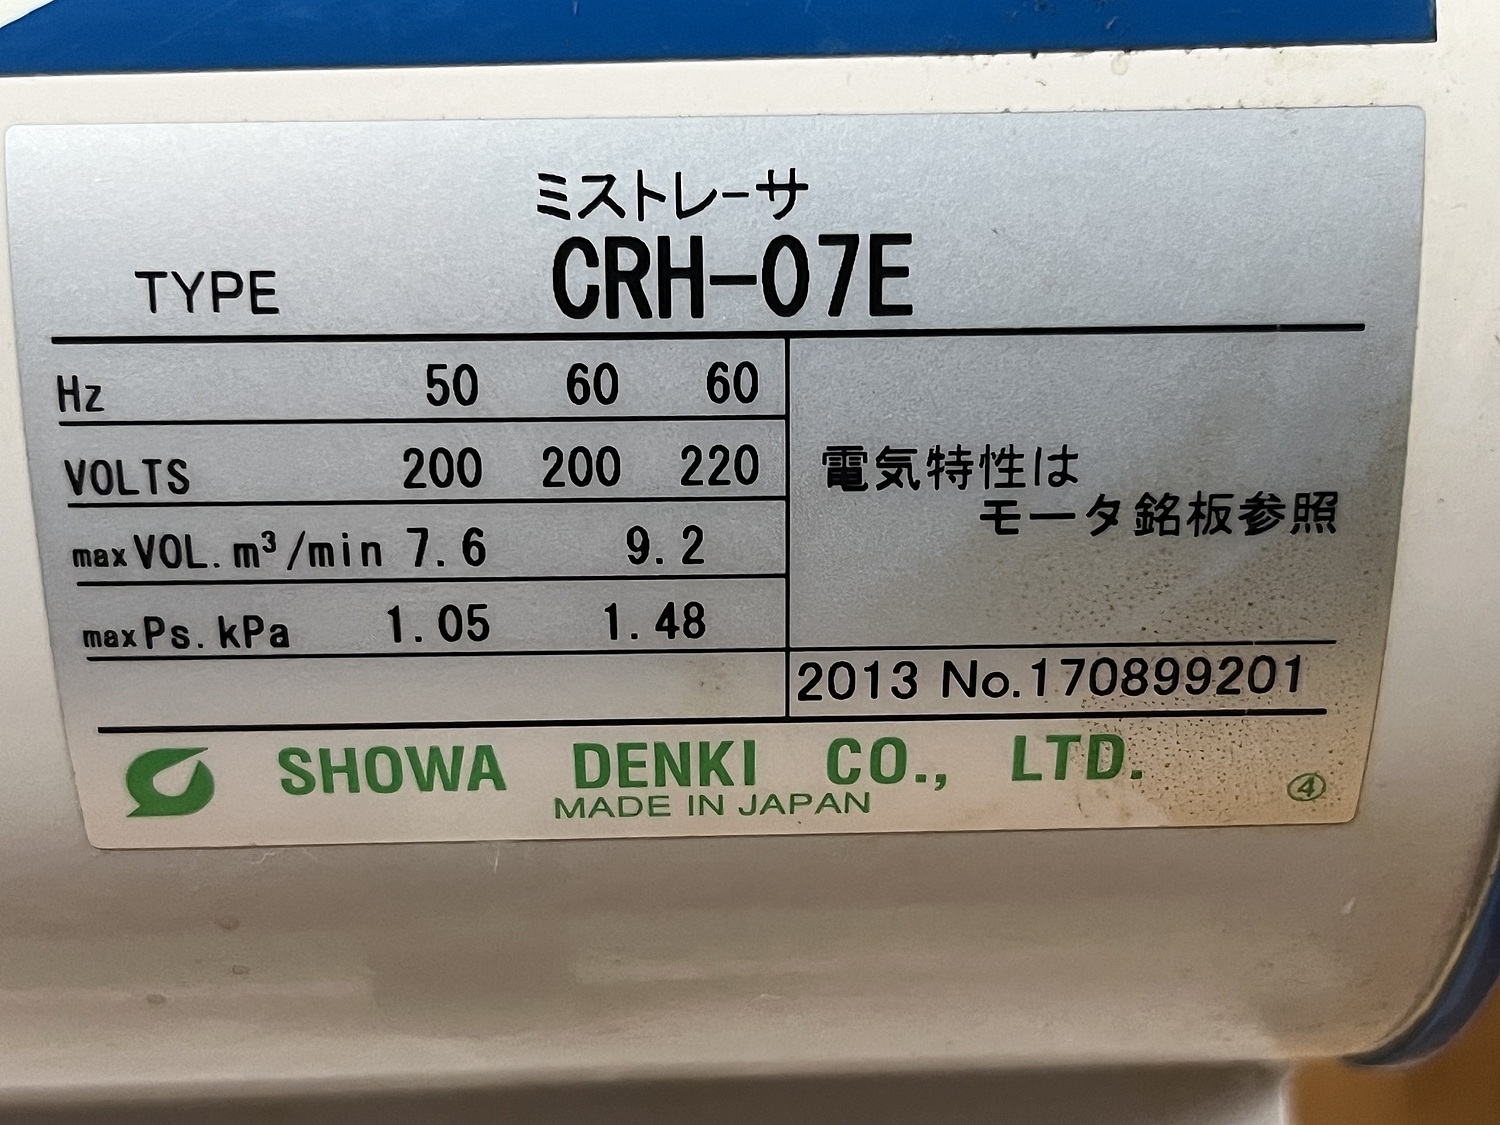 ミストレーサ
TYPE CRH-07E
Hz 50 60 60
VOLTS 200 200 220
max VOL. m³/min 7.6 9.2
max Ps. kPa 1.05 1.48
電気特性は
モータ銘板参照
2013 No.170899201
SHOWA DENKI CO., LTD.
MADE IN JAPAN
④